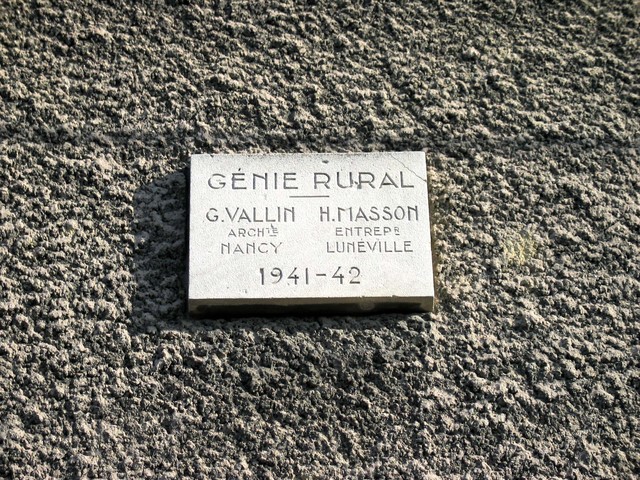 GÉNIE RURAL
G. VALLIN H. MASSON
ARCHTE ENTREPR
NANCY LUNÉVILLE
1941-42